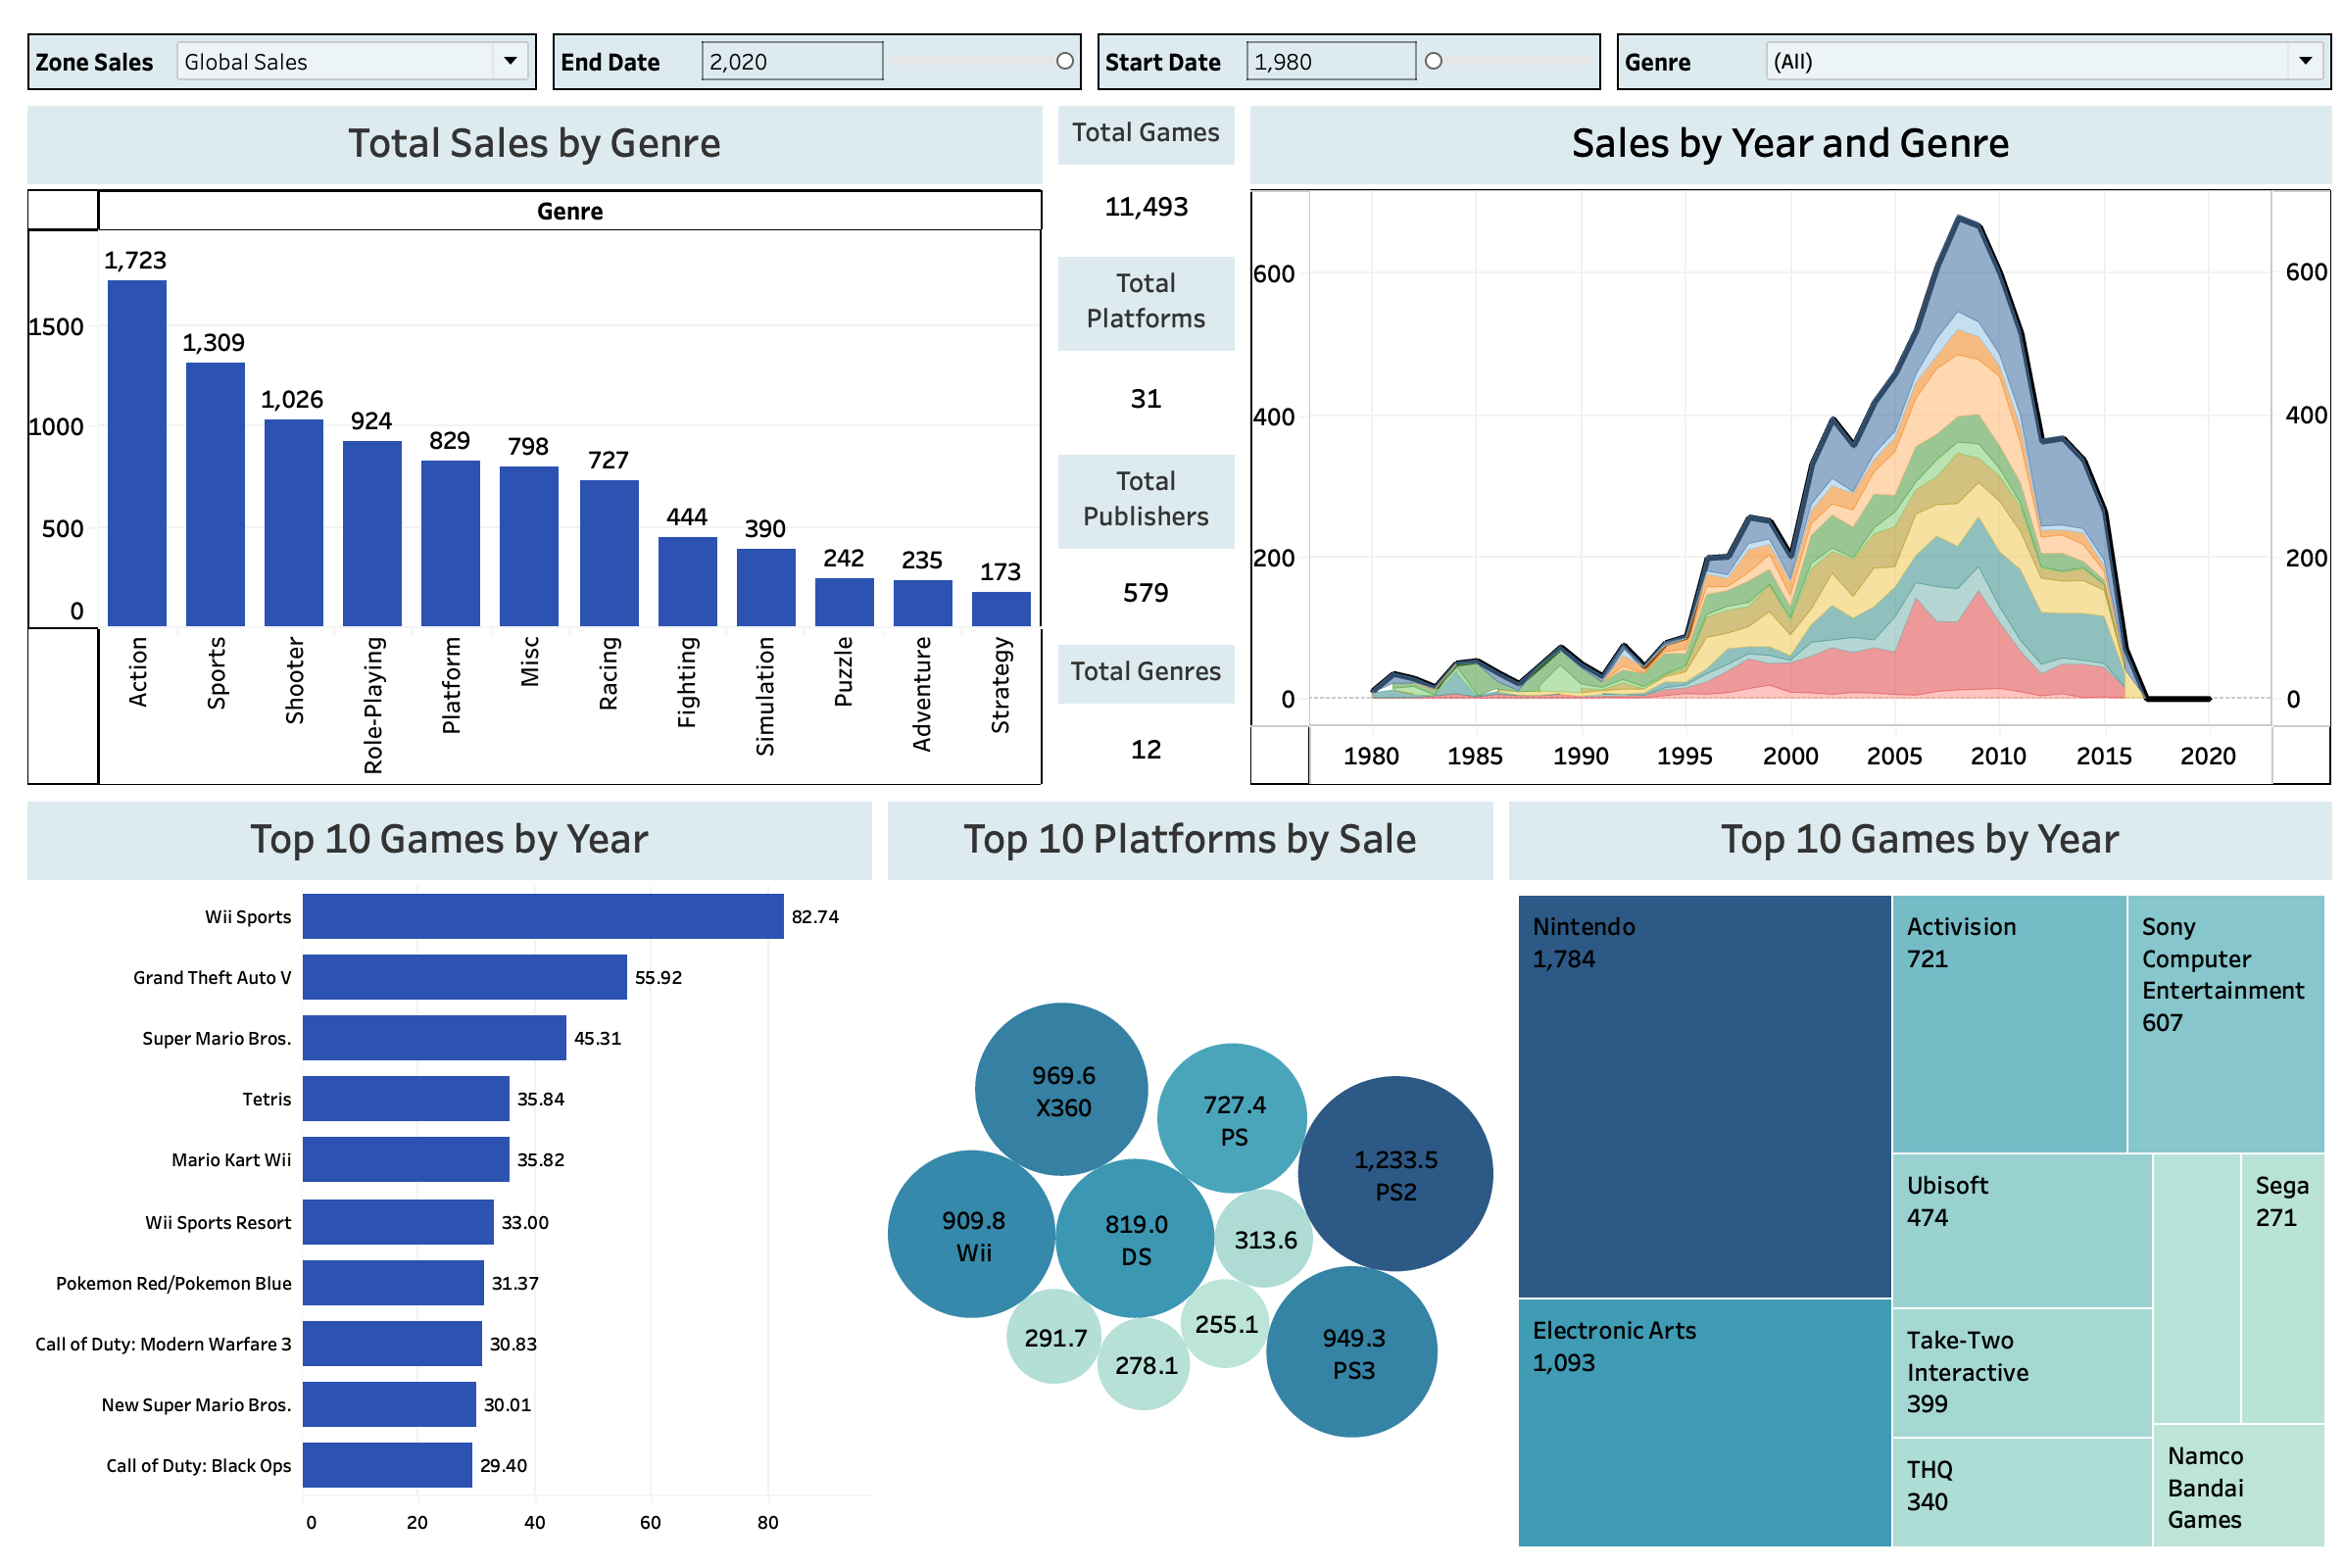 Zone Sales
Global Sales
End Date
2,020
Start Date
1,980
Genre
(All)
Total Sales by Genre
Genre
1,723
1,309
1,026
924
829
798
727
444
390
242
235
173
1500
1000
500
0
Action
Sports
Shooter
Role-Playing
Platform
Misc
Racing
Fighting
Simulation
Puzzle
Adventure
Strategy
Total Games
11,493
Total
Platforms
31
Total
Publishers
579
Total Genres
12
Sales by Year and Genre
600
400
200
0
600
400
200
0
1980
1985
1990
1995
2000
2005
2010
2015
2020
Top 10 Games by Year
Wii Sports
82.74
Grand Theft Auto V
55.92
Super Mario Bros.
45.31
Tetris
35.84
Mario Kart Wii
35.82
Wii Sports Resort
33.00
Pokemon Red/Pokemon Blue
31.37
Call of Duty: Modern Warfare 3
30.83
New Super Mario Bros.
30.01
Call of Duty: Black Ops
29.40
0
20
40
60
80
Top 10 Platforms by Sale
969.6
X360
727.4
PS
1,233.5
PS2
909.8
Wii
819.0
DS
313.6
291.7
278.1
255.1
949.3
PS3
Top 10 Games by Year
Nintendo
1,784
Electronic Arts
1,093
Activision
721
Sony
Computer
Entertainment
607
Ubisoft
474
Take-Two
Interactive
399
THQ
340
Sega
271
Namco
Bandai
Games